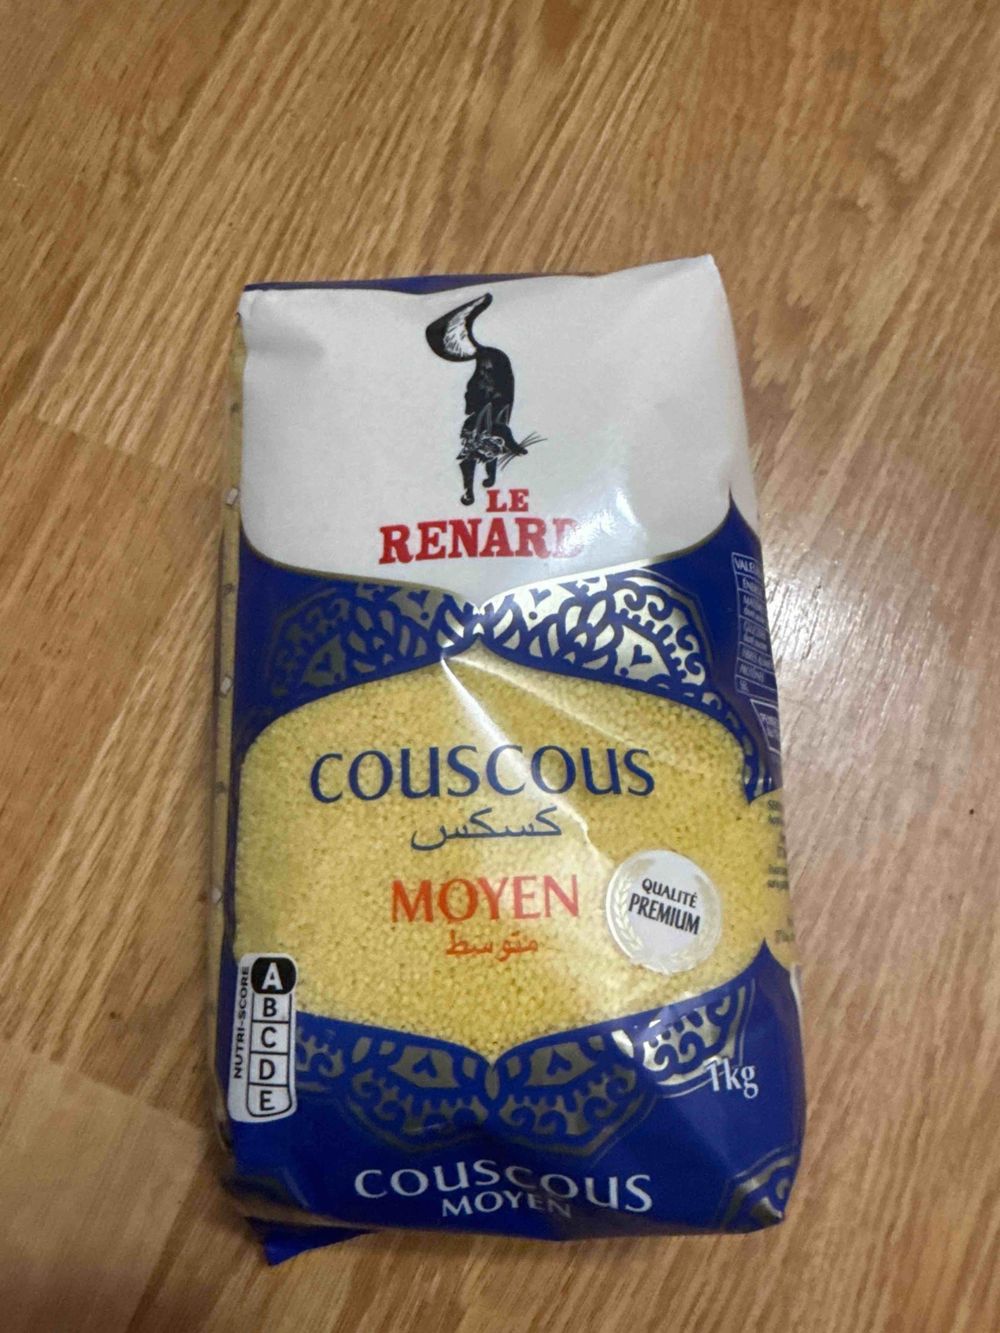 LE
RENARD
COUSCOUS
كسكس
MOYEN
متوسط
QUALITÉ
PREMIUM
NUTRI-SCORE
A
B
C
D
E
1kg
COUSCOUS
MOYEN